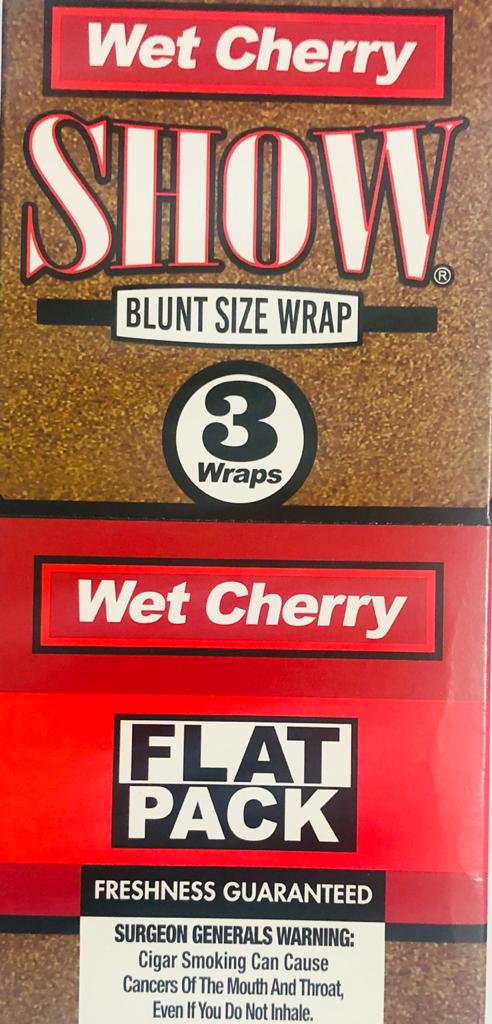 Wet Cherry
SHOW®
BLUNT SIZE WRAP
3
Wraps
Wet Cherry
FLAT
PACK
FRESHNESS GUARANTEED
SURGEON GENERALS WARNING:
Cigar Smoking Can Cause
Cancers Of The Mouth And Throat,
Even If You Do Not Inhale.